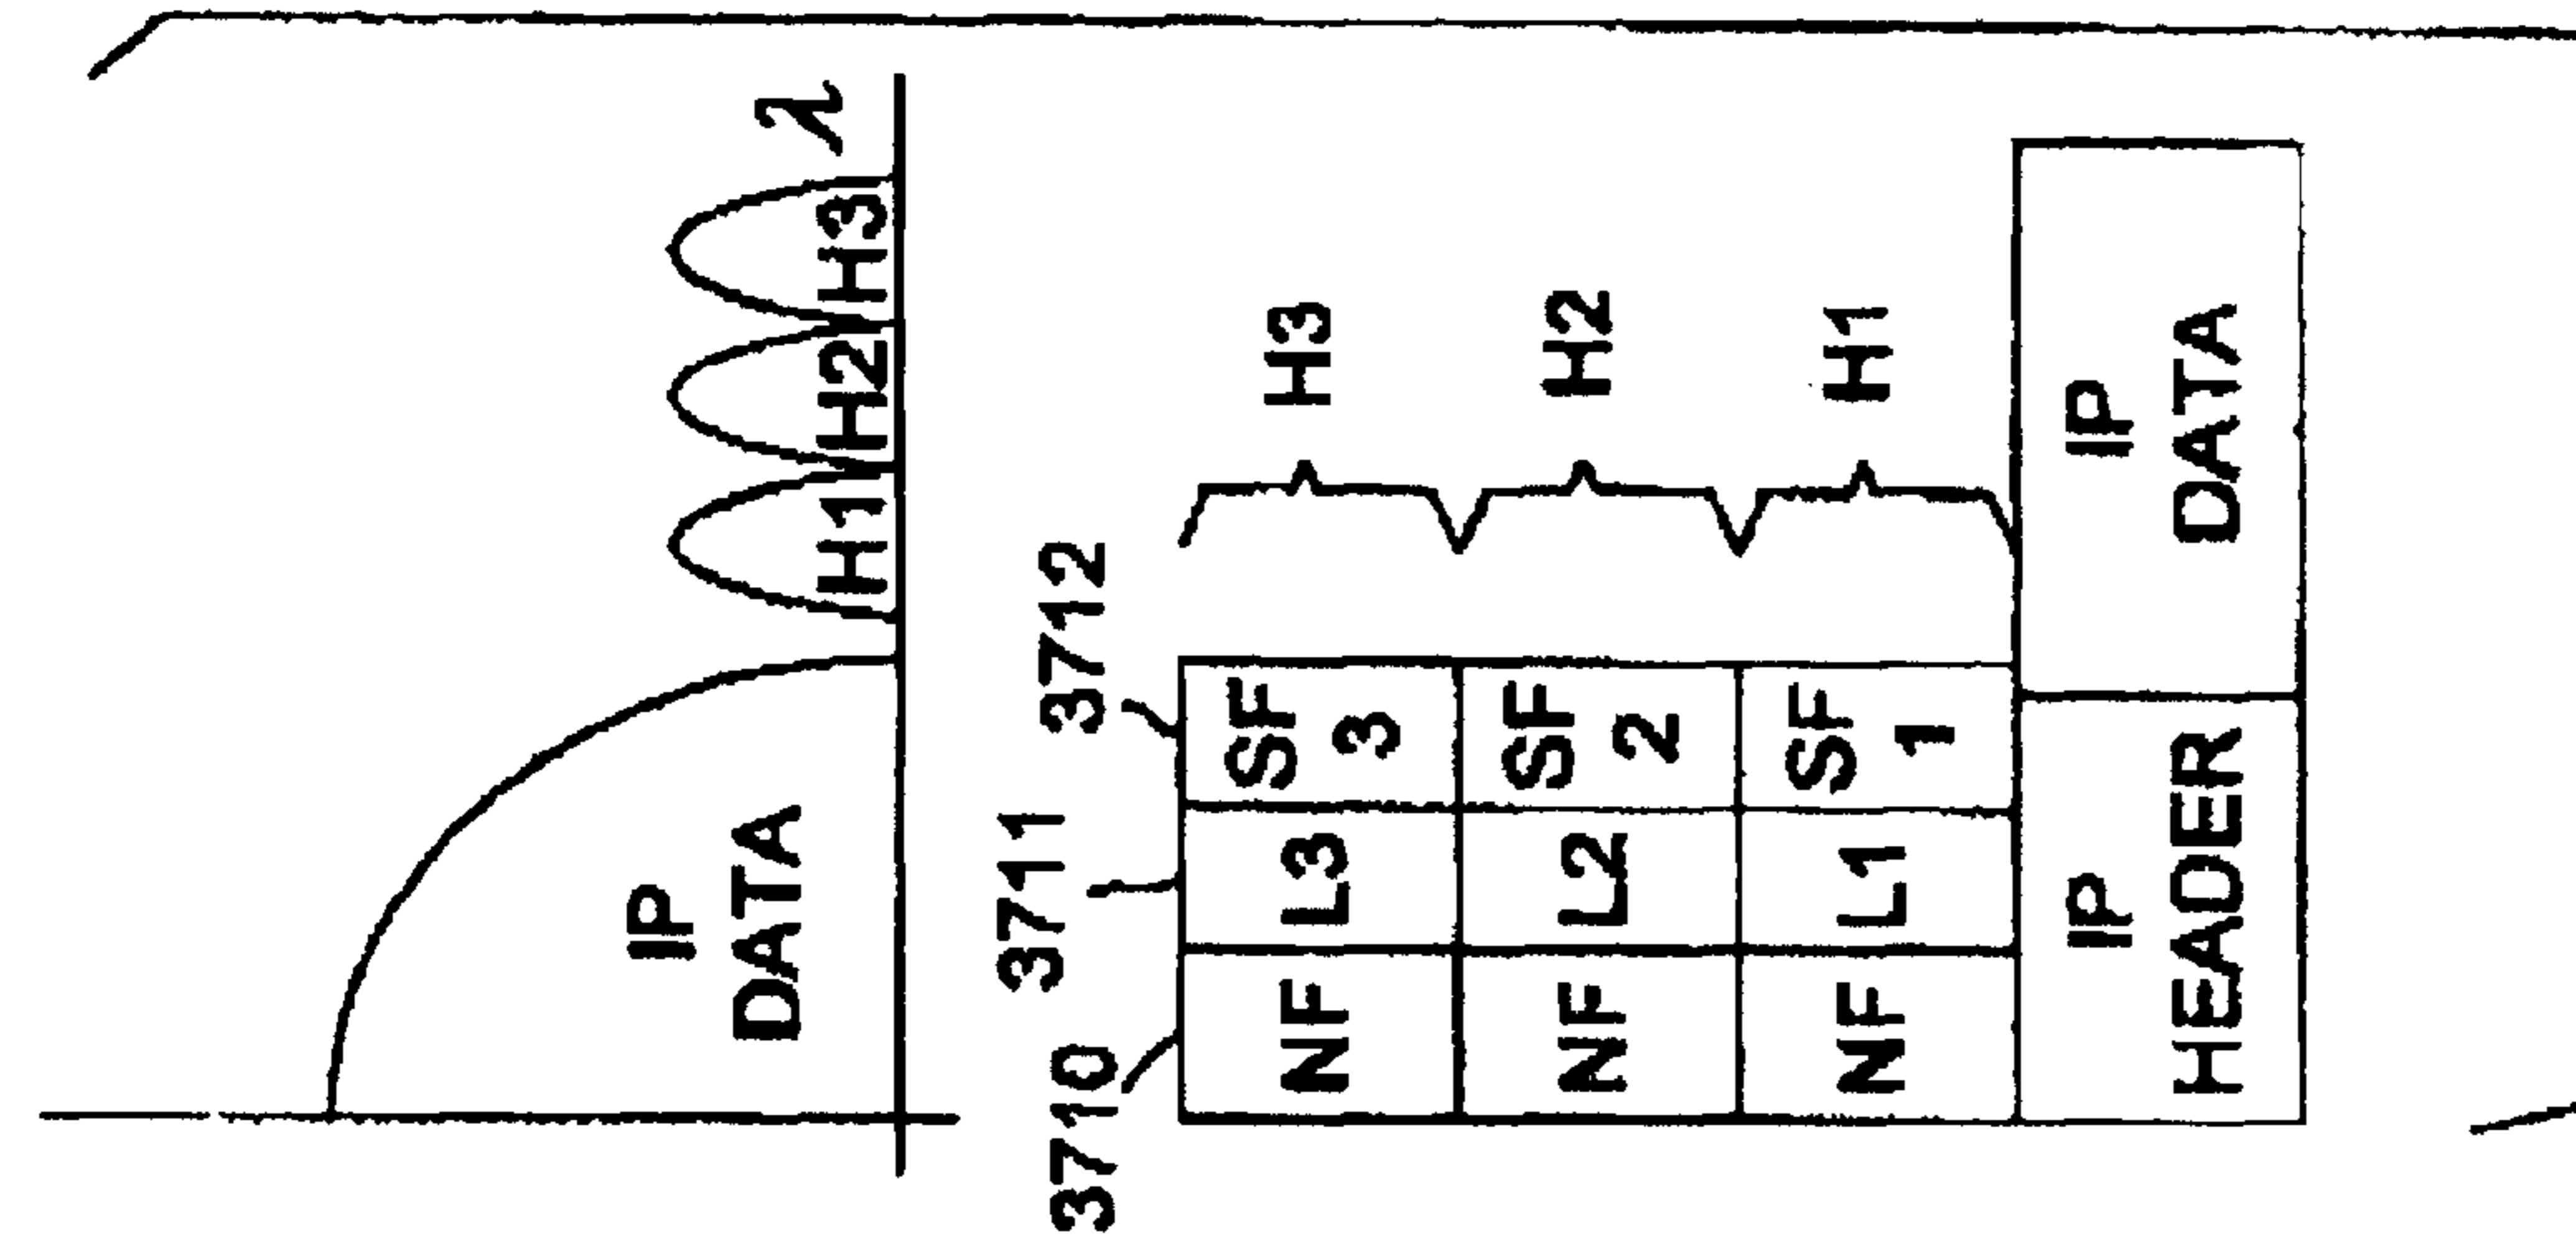 IP
DATA
H1 H2 H3 λ
3710 3711 3712
NF L3 SF 3 H3
NF L2 SF 2 H2
NF L1 SF 1 H1
IP
HEADER
IP
DATA